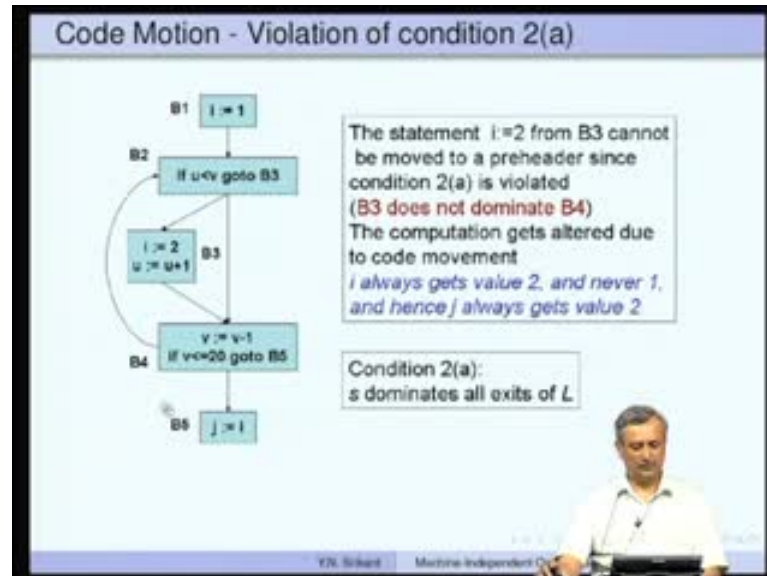 Code Motion - Violation of condition 2(a)
B1
i := 1
B2
if u<v goto B3
i := 2
u := u+1
B3
v := v-1
if v<=20 goto B5
B4
B5
j := i
The statement i:=2 from B3 cannot
be moved to a preheader since
condition 2(a) is violated
(B3 does not dominate B4)
The computation gets altered due
to code movement
i always gets value 2, and never 1,
and hence j always gets value 2
Condition 2(a):
s dominates all exits of L
Y.N. Srikant
Machine-Independent